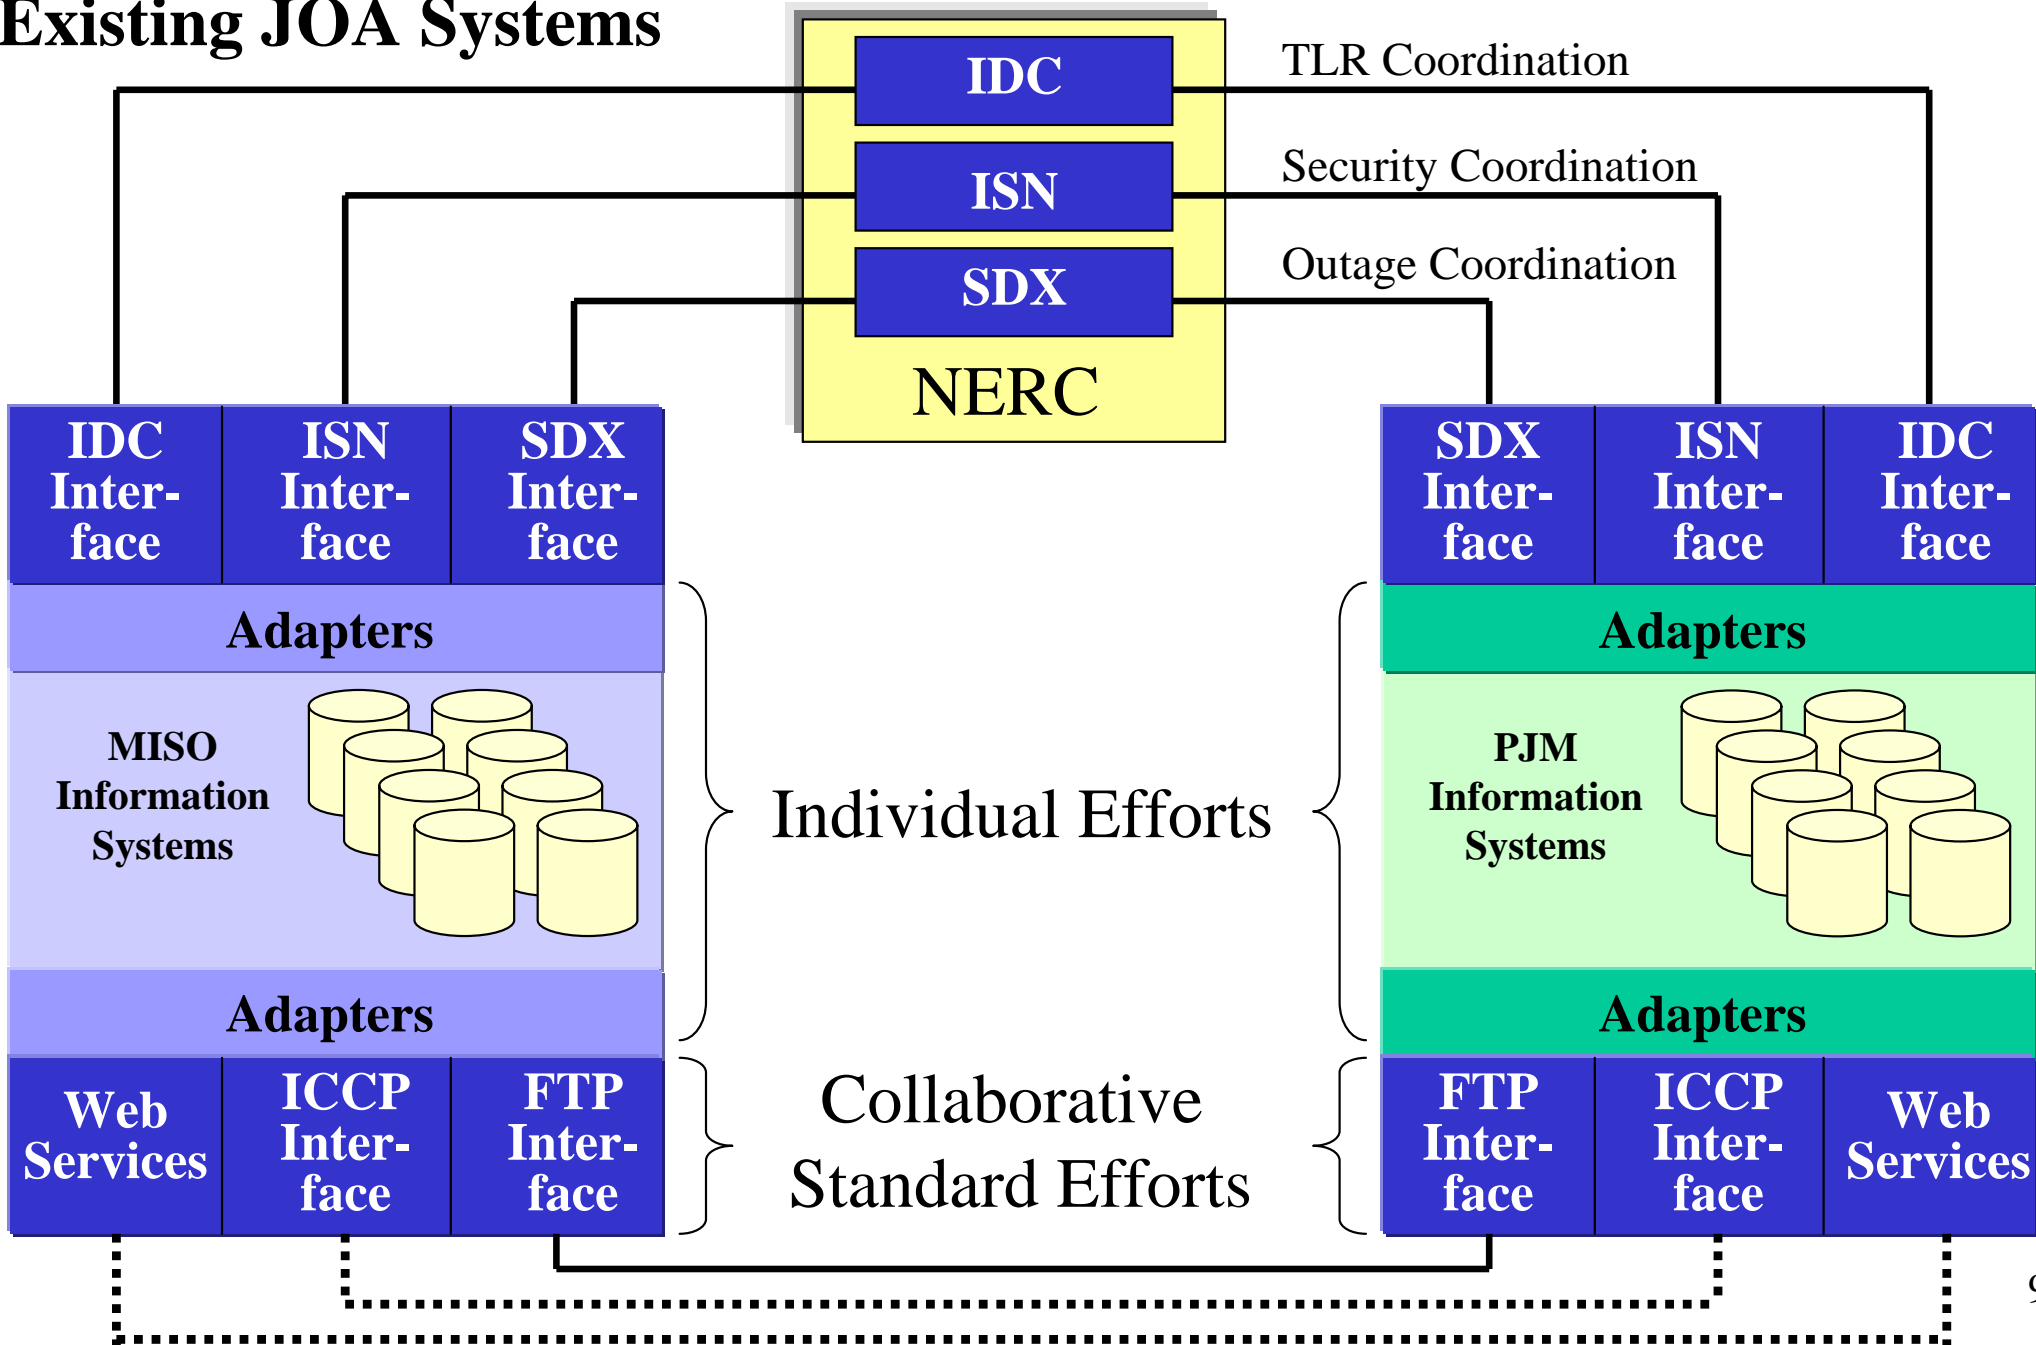 Existing JOA Systems
IDC
ISN
SDX
NERC
TLR Coordination
Security Coordination
Outage Coordination
IDC
Inter-
face
ISN
Inter-
face
SDX
Inter-
face
Adapters
MISO
Information
Systems
Adapters
Web
Services
ICCP
Inter-
face
FTP
Inter-
face
Individual Efforts
Collaborative
Standard Efforts
SDX
Inter-
face
ISN
Inter-
face
IDC
Inter-
face
Adapters
PJM
Information
Systems
Adapters
FTP
Inter-
face
ICCP
Inter-
face
Web
Services
9